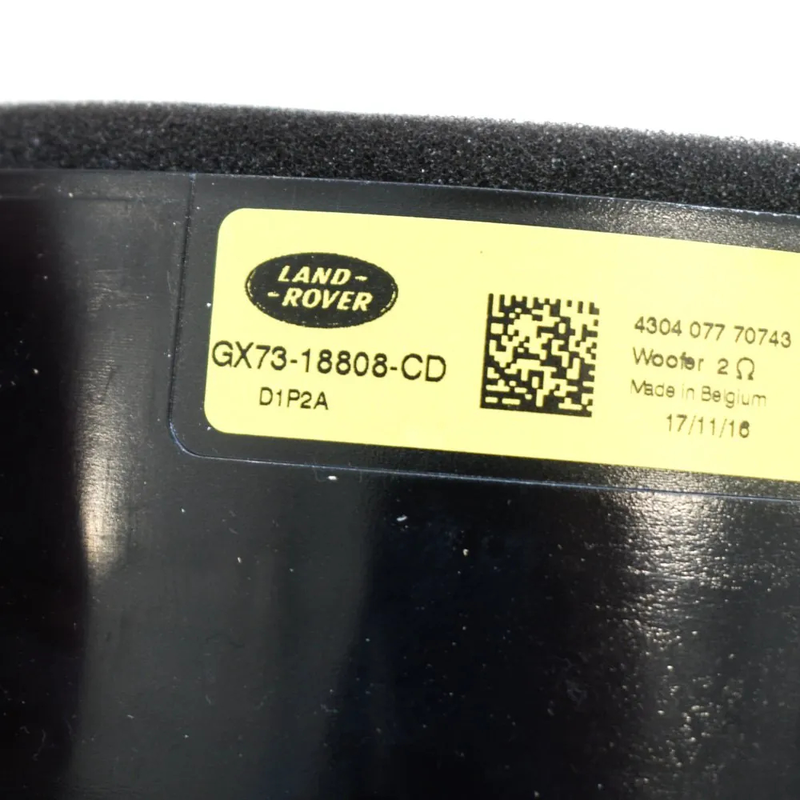 LAND-
-ROVER
GX73-18808-CD
D1P2A
4304 077 70743
Woofer 2 Ω
Made in Belgium
17/11/16